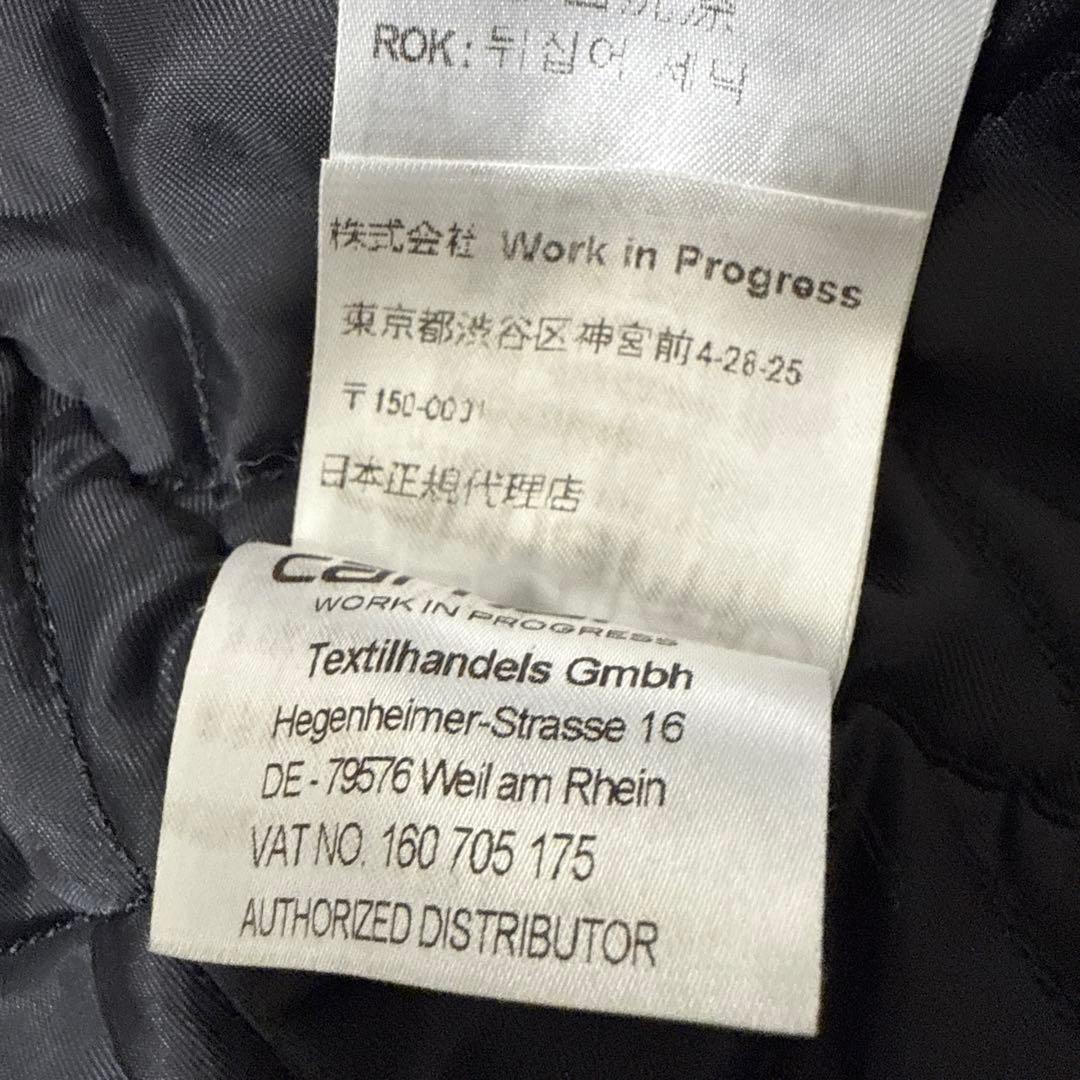 ROK: 뒤집어 세탁
株式会社 Work in Progress
東京都渋谷区神宮前4-26-25
〒150-0001
日本正規代理店
WORK IN PROGRESS
Textilhandels Gmbh
Hegenheimer-Strasse 16
DE - 79576 Weil am Rhein
VAT NO. 160 705 175
AUTHORIZED DISTRIBUTOR